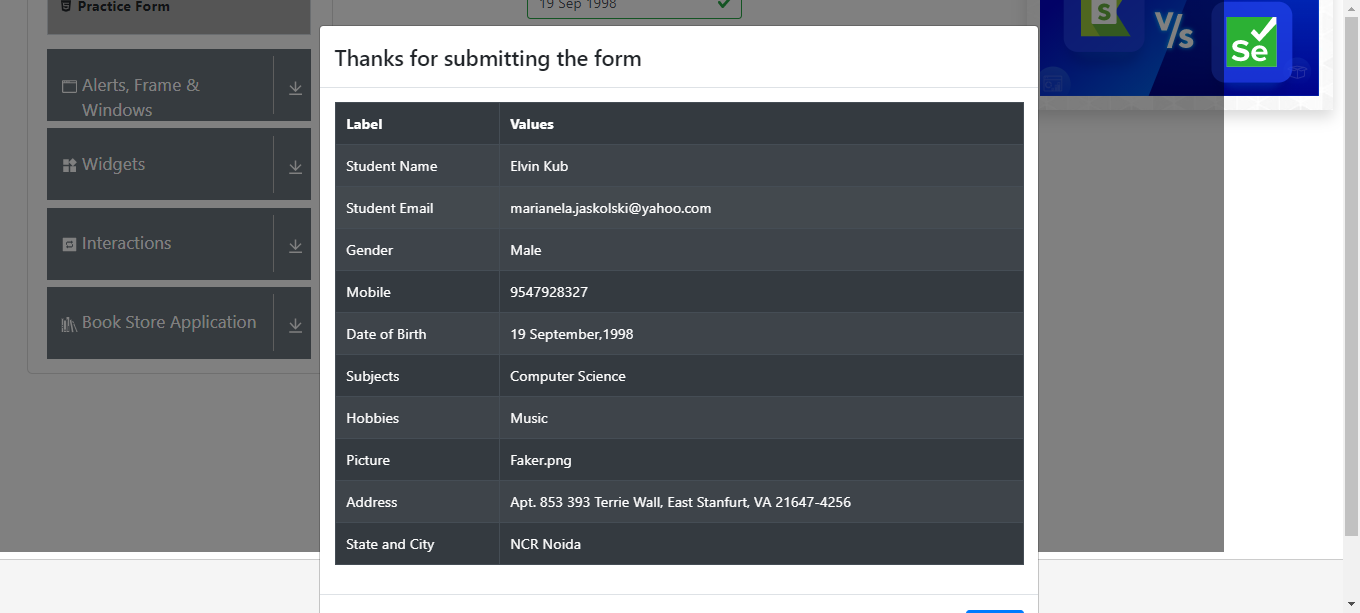 Practice Form
19 Sep 1998
S
V/s
Se
Thanks for submitting the form
Alerts, Frame &
Windows
Widgets
Interactions
Book Store Application
Label Values
Student Name Elvin Kub
Student Email marianela.jaskolski@yahoo.com
Gender Male
Mobile 9547928327
Date of Birth 19 September,1998
Subjects Computer Science
Hobbies Music
Picture Faker.png
Address Apt. 853 393 Terrie Wall, East Stanfurt, VA 21647-4256
State and City NCR Noida